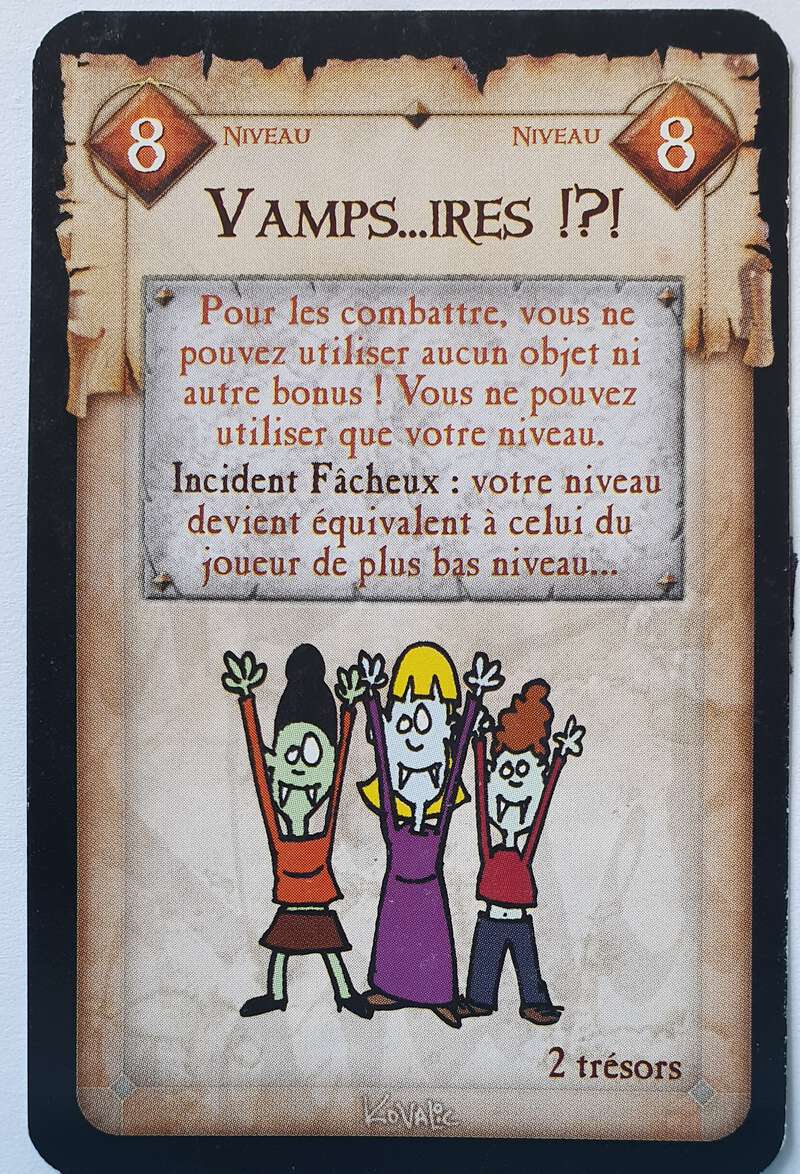 8 Niveau Niveau 8
Vamps...ires !?!
Pour les combattre, vous ne
pouvez utiliser aucun objet ni
autre bonus ! Vous ne pouvez
utiliser que votre niveau.
Incident Fâcheux : votre niveau
devient équivalent à celui du
joueur de plus bas niveau...
2 trésors
Kovalic